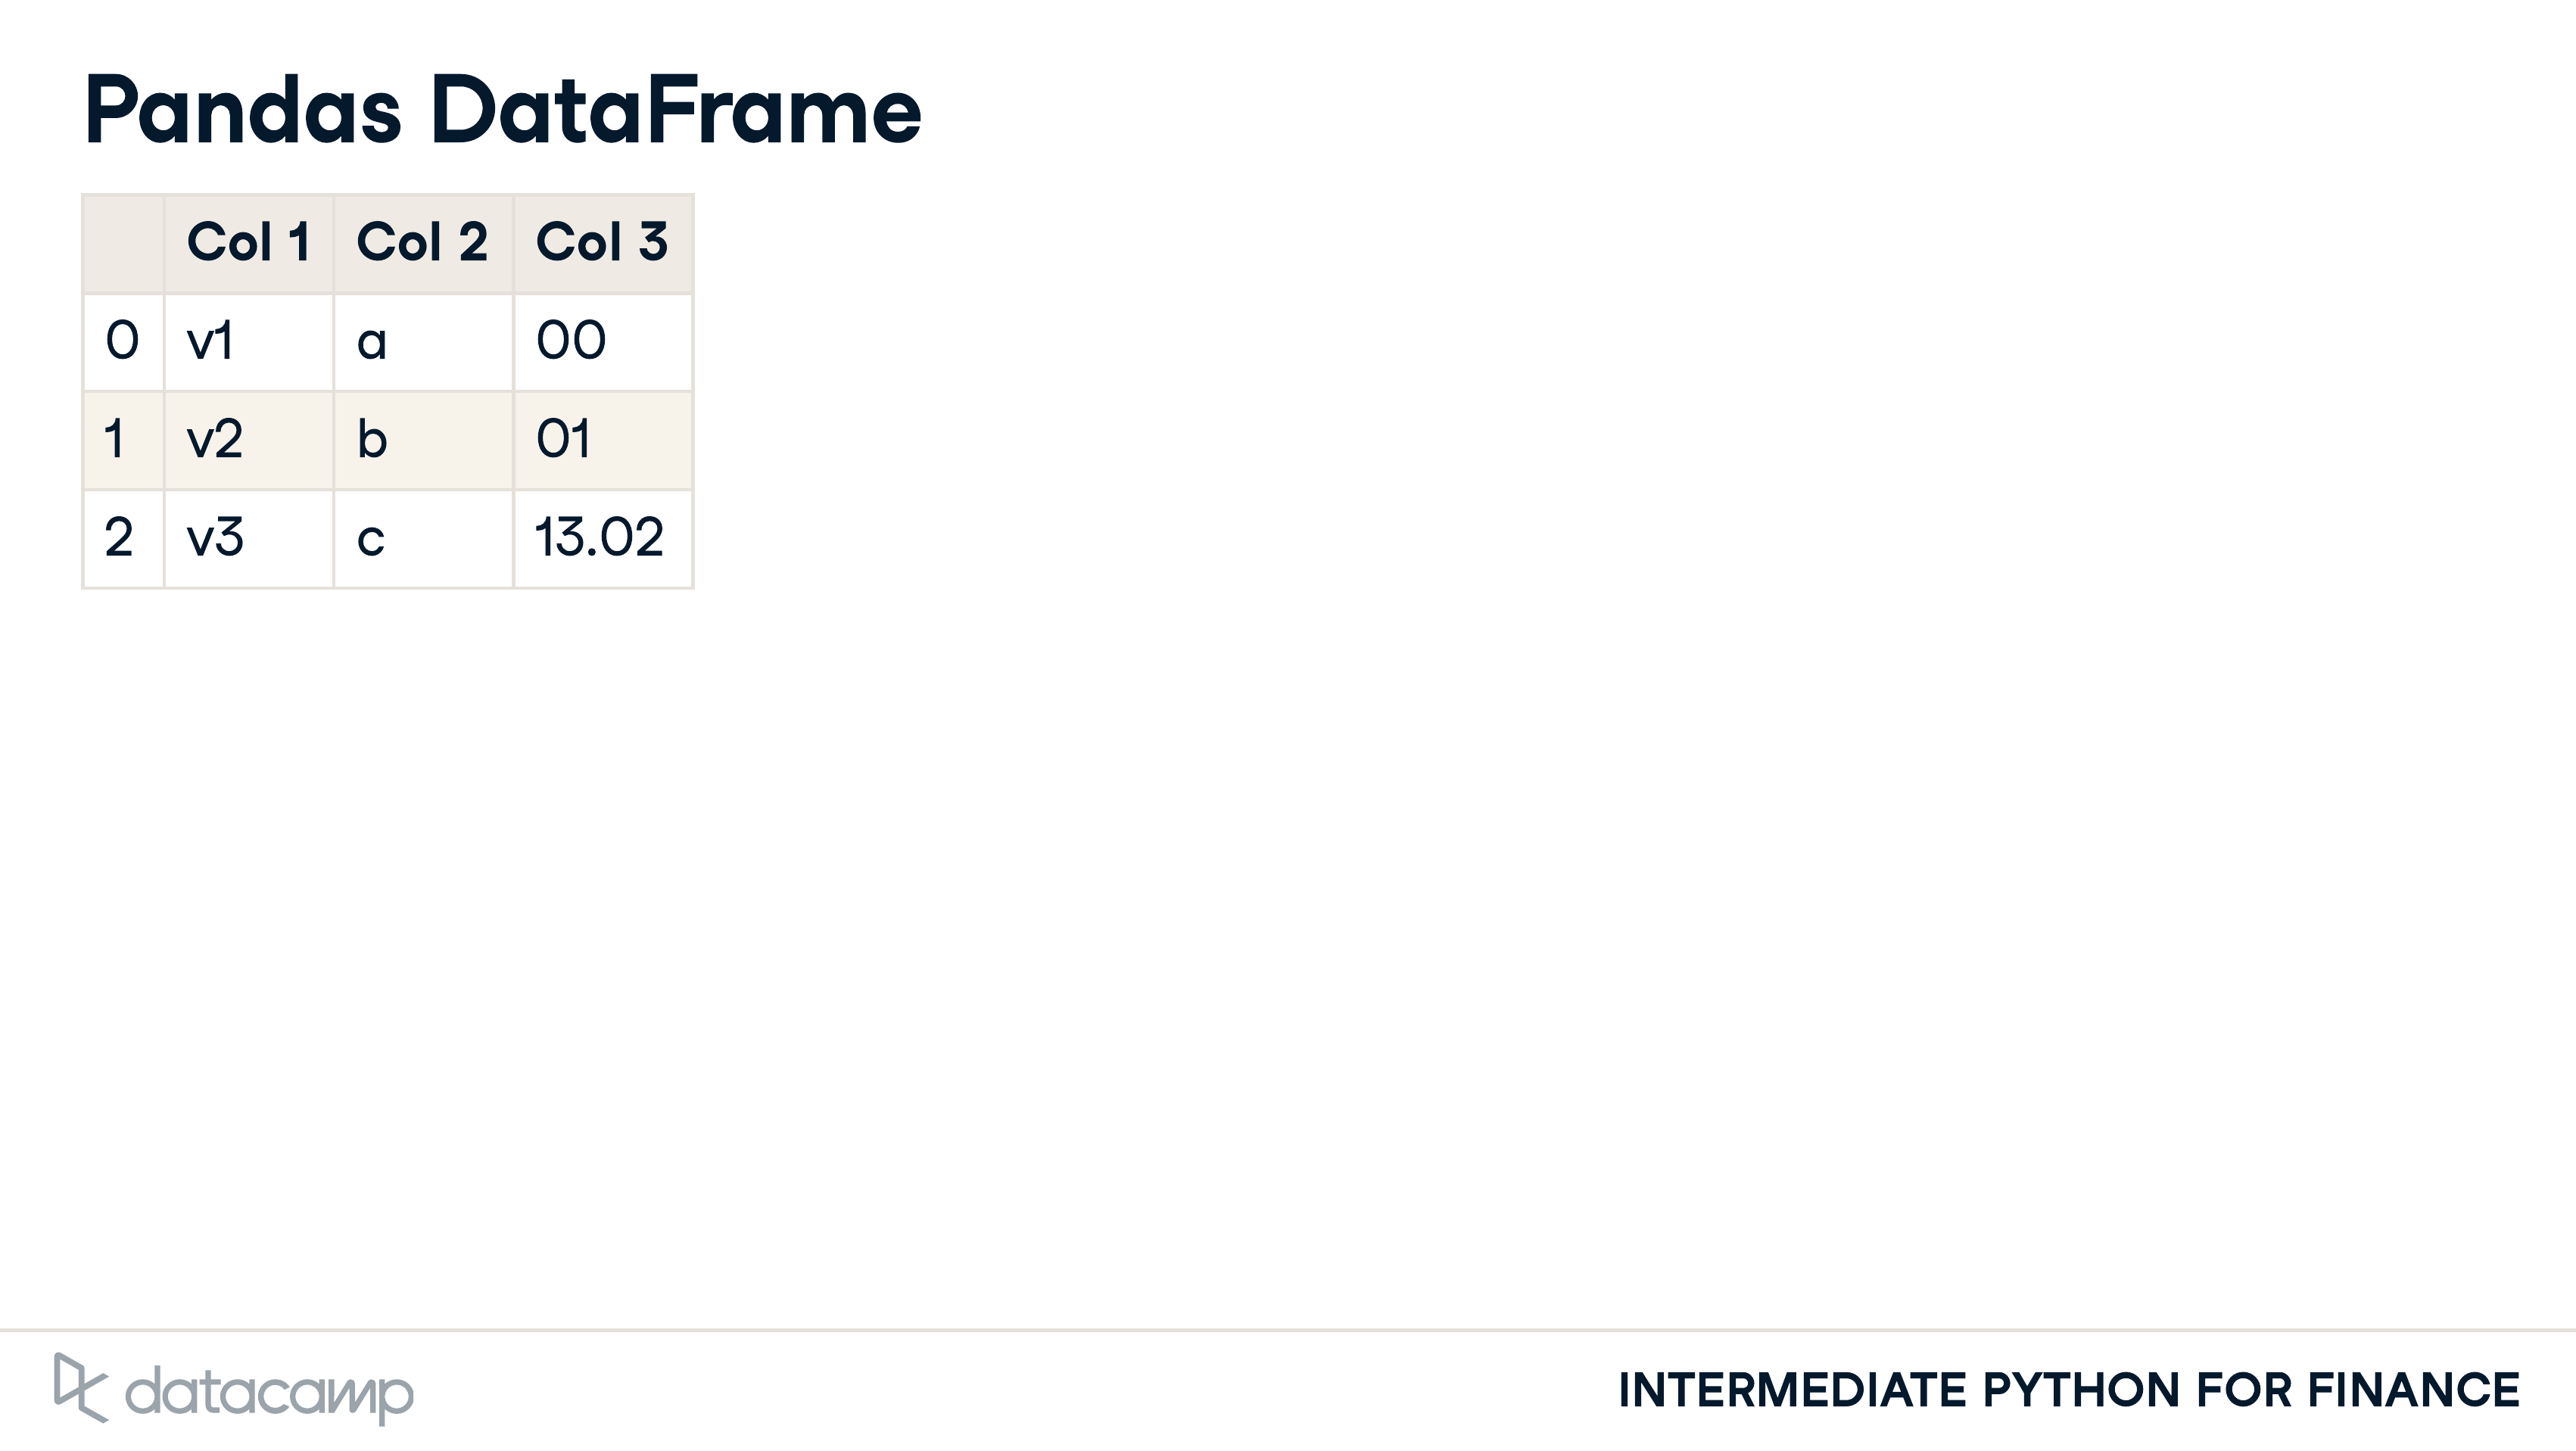 Pandas DataFrame
Col 1 Col 2 Col 3
0 v1 a 00
1 v2 b 01
2 v3 c 13.02
datacamp
INTERMEDIATE PYTHON FOR FINANCE